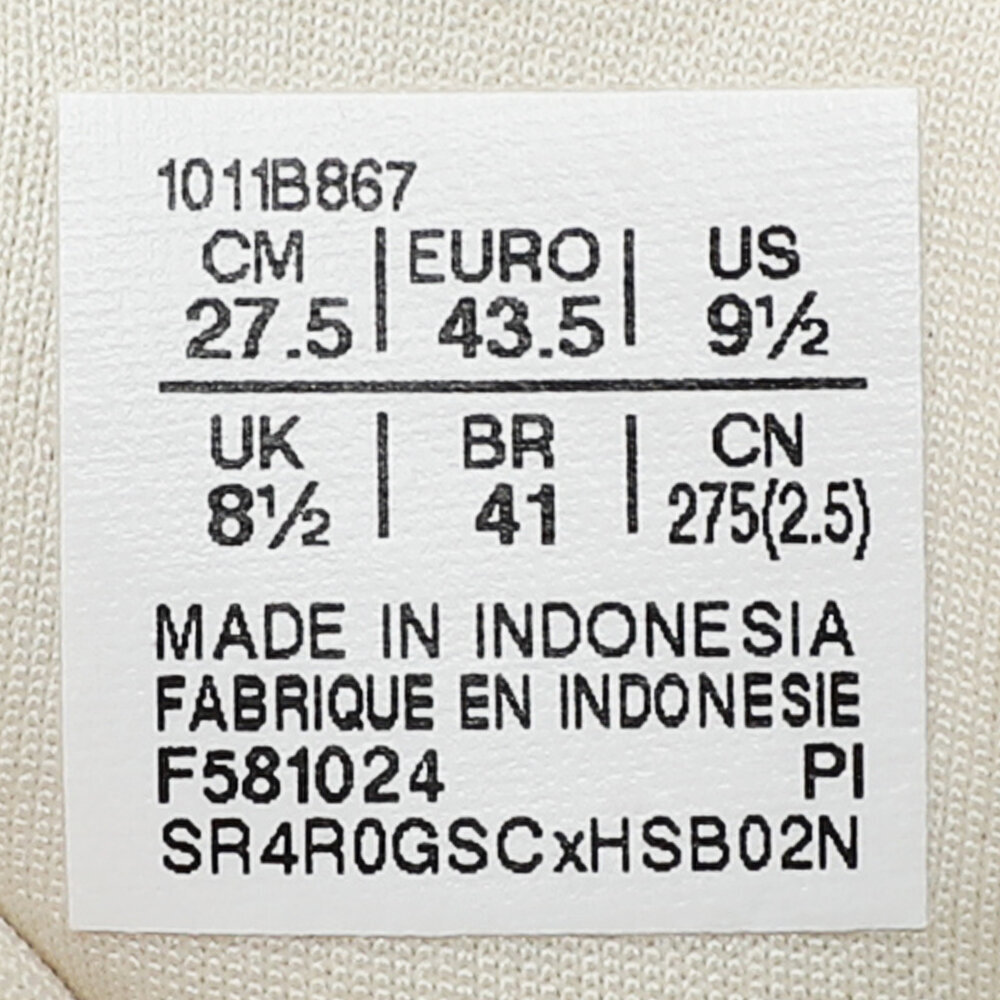 1011B867
CM | EURO | US
27.5 | 43.5 | 9½
UK | BR | CN
8½ | 41 | 275(2.5)
MADE IN INDONESIA
FABRIQUE EN INDONESIE
F581024 PI
SR4R0GSCxHSB02N